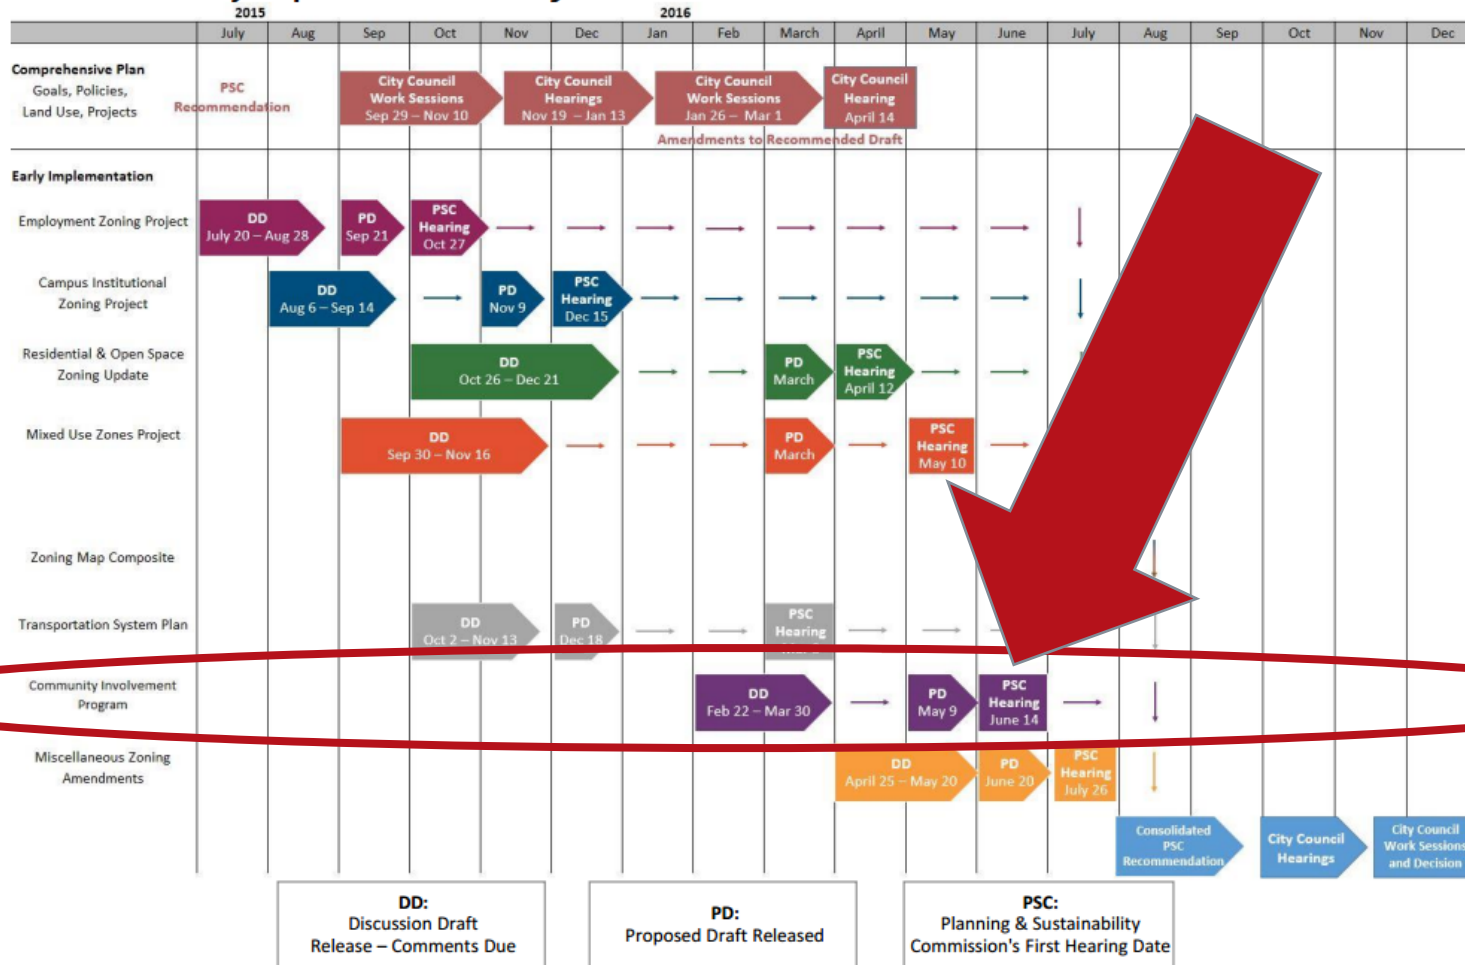 2015 2016
July Aug Sep Oct Nov Dec Jan Feb March April May June July Aug Sep Oct Nov Dec
Comprehensive Plan
Goals, Policies,
Land Use, Projects
PSC
Recommendation
City Council
Work Sessions
Sep 29 – Nov 10
City Council
Hearings
Nov 19 – Jan 13
City Council
Work Sessions
Jan 26 – Mar 1
City Council
Hearing
April 14
Amendments to Recommended Draft
Early Implementation
Employment Zoning Project
DD
July 20 – Aug 28
PD
Sep 21
PSC
Hearing
Oct 27
Campus Institutional
Zoning Project
DD
Aug 6 – Sep 14
PD
Nov 9
PSC
Hearing
Dec 15
Residential & Open Space
Zoning Update
DD
Oct 26 – Dec 21
PD
March
PSC
Hearing
April 12
Mixed Use Zones Project
DD
Sep 30 – Nov 16
PD
March
PSC
Hearing
May 10
Zoning Map Composite
Transportation System Plan
DD
Oct 2 – Nov 13
PD
Dec 18
PSC
Hearing
Community Involvement
Program
DD
Feb 22 – Mar 30
PD
May 9
PSC
Hearing
June 14
Miscellaneous Zoning
Amendments
DD
April 25 – May 20
PD
June 20
PSC
Hearing
July 26
Consolidated
PSC
Recommendation
City Council
Hearings
City Council
Work Sessions
and Decision
DD:
Discussion Draft
Release – Comments Due
PD:
Proposed Draft Released
PSC:
Planning & Sustainability
Commission's First Hearing Date